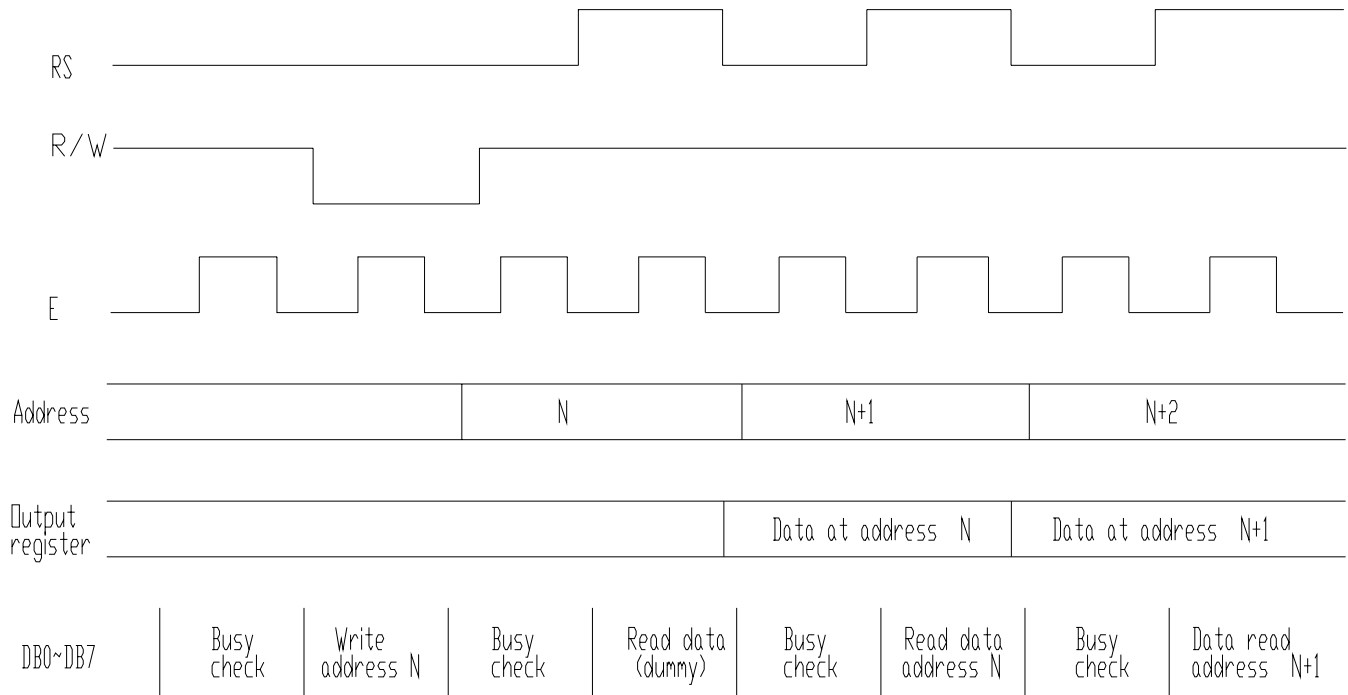 RS
R/W
E
Address
N
N+1
N+2
Output
register
Data at address N
Data at address N+1
DB0~DB7
Busy
check
Write
address N
Busy
check
Read data
(dummy)
Busy
check
Read data
address N
Busy
check
Data read
address N+1